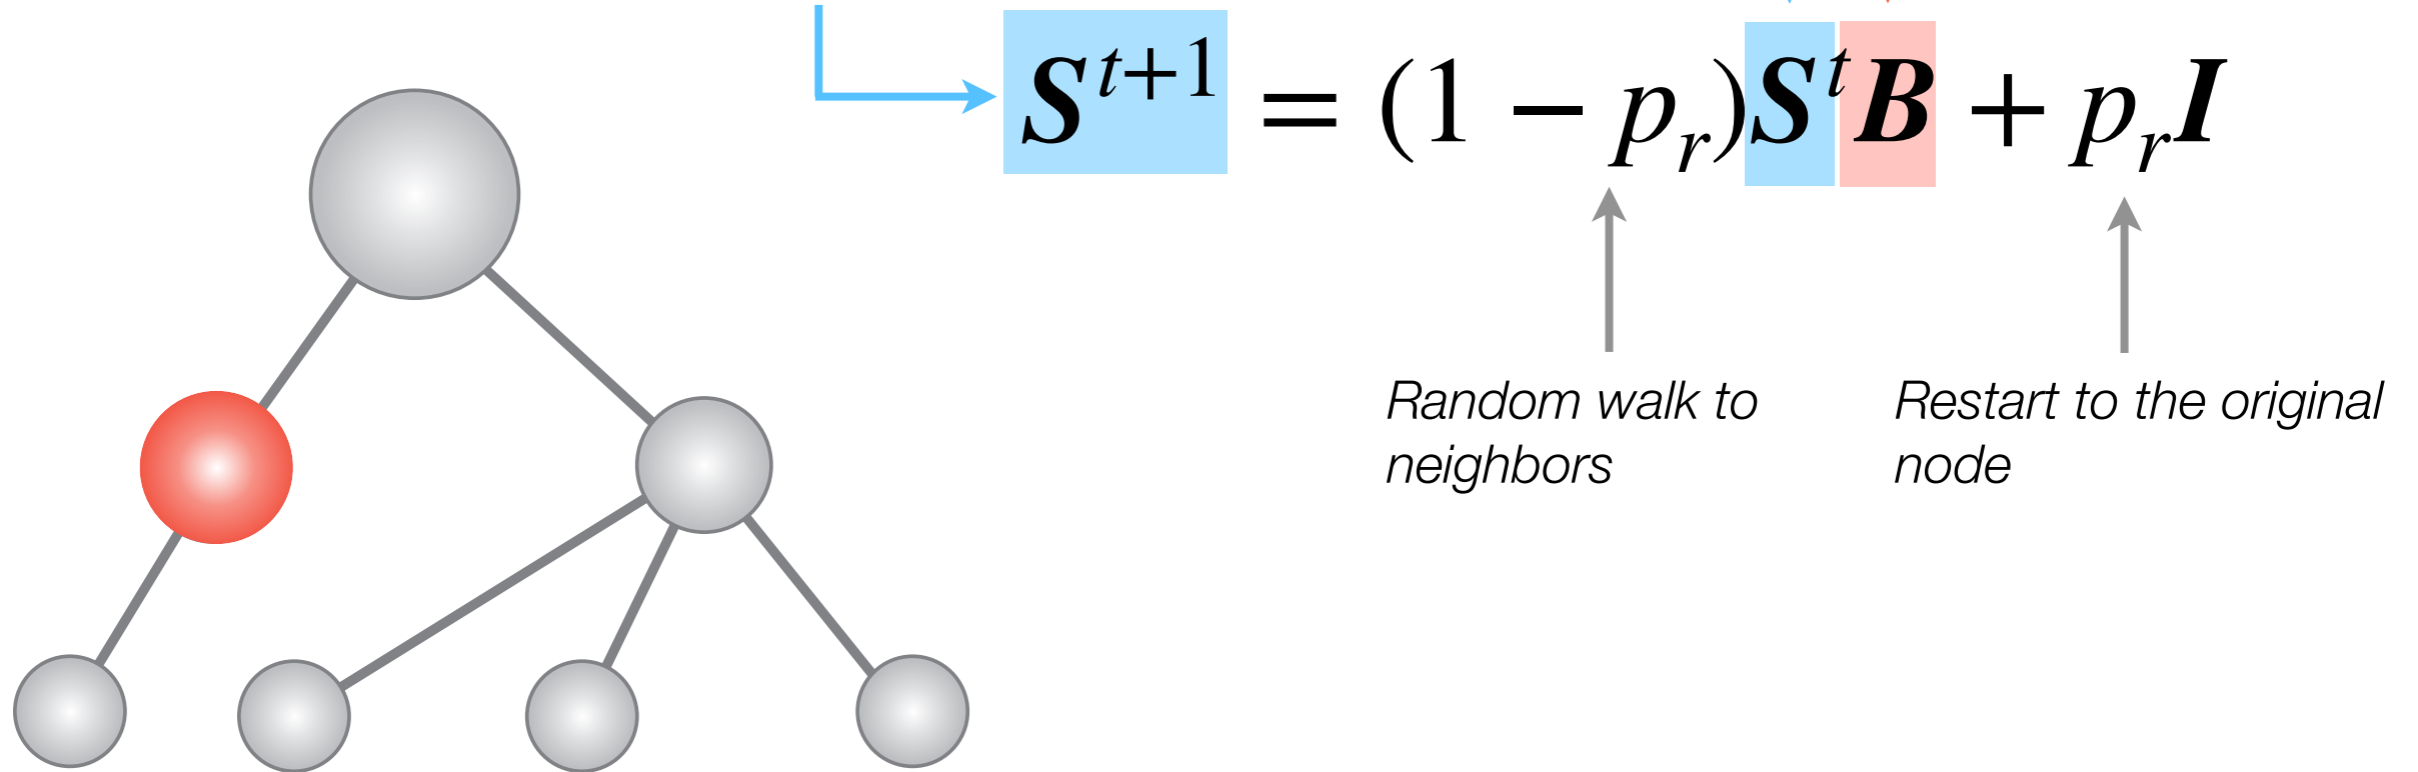 S^{t+1} = (1 − p_r)S^t B + p_r I
Random walk to
neighbors
Restart to the original
node